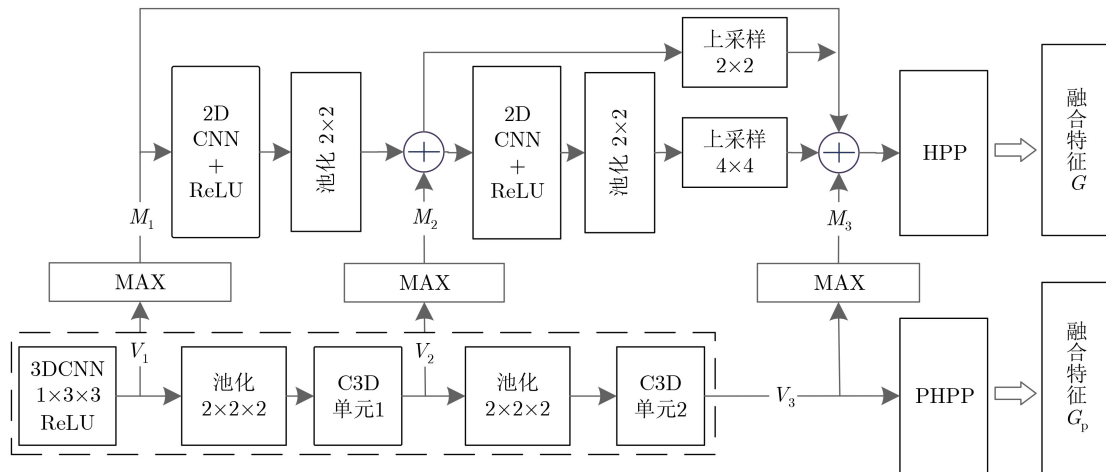 上采样
2×2
2D
CNN
+
ReLU
池化 2×2
2D
CNN
+
ReLU
池化 2×2
上采样
4×4
HPP
融合特征G
M1
M2
M3
MAX
MAX
MAX
V1
V2
3DCNN
1×3×3
ReLU
池化
2×2×2
C3D
单元1
池化
2×2×2
C3D
单元2
V3
PHPP
融合特征Gp